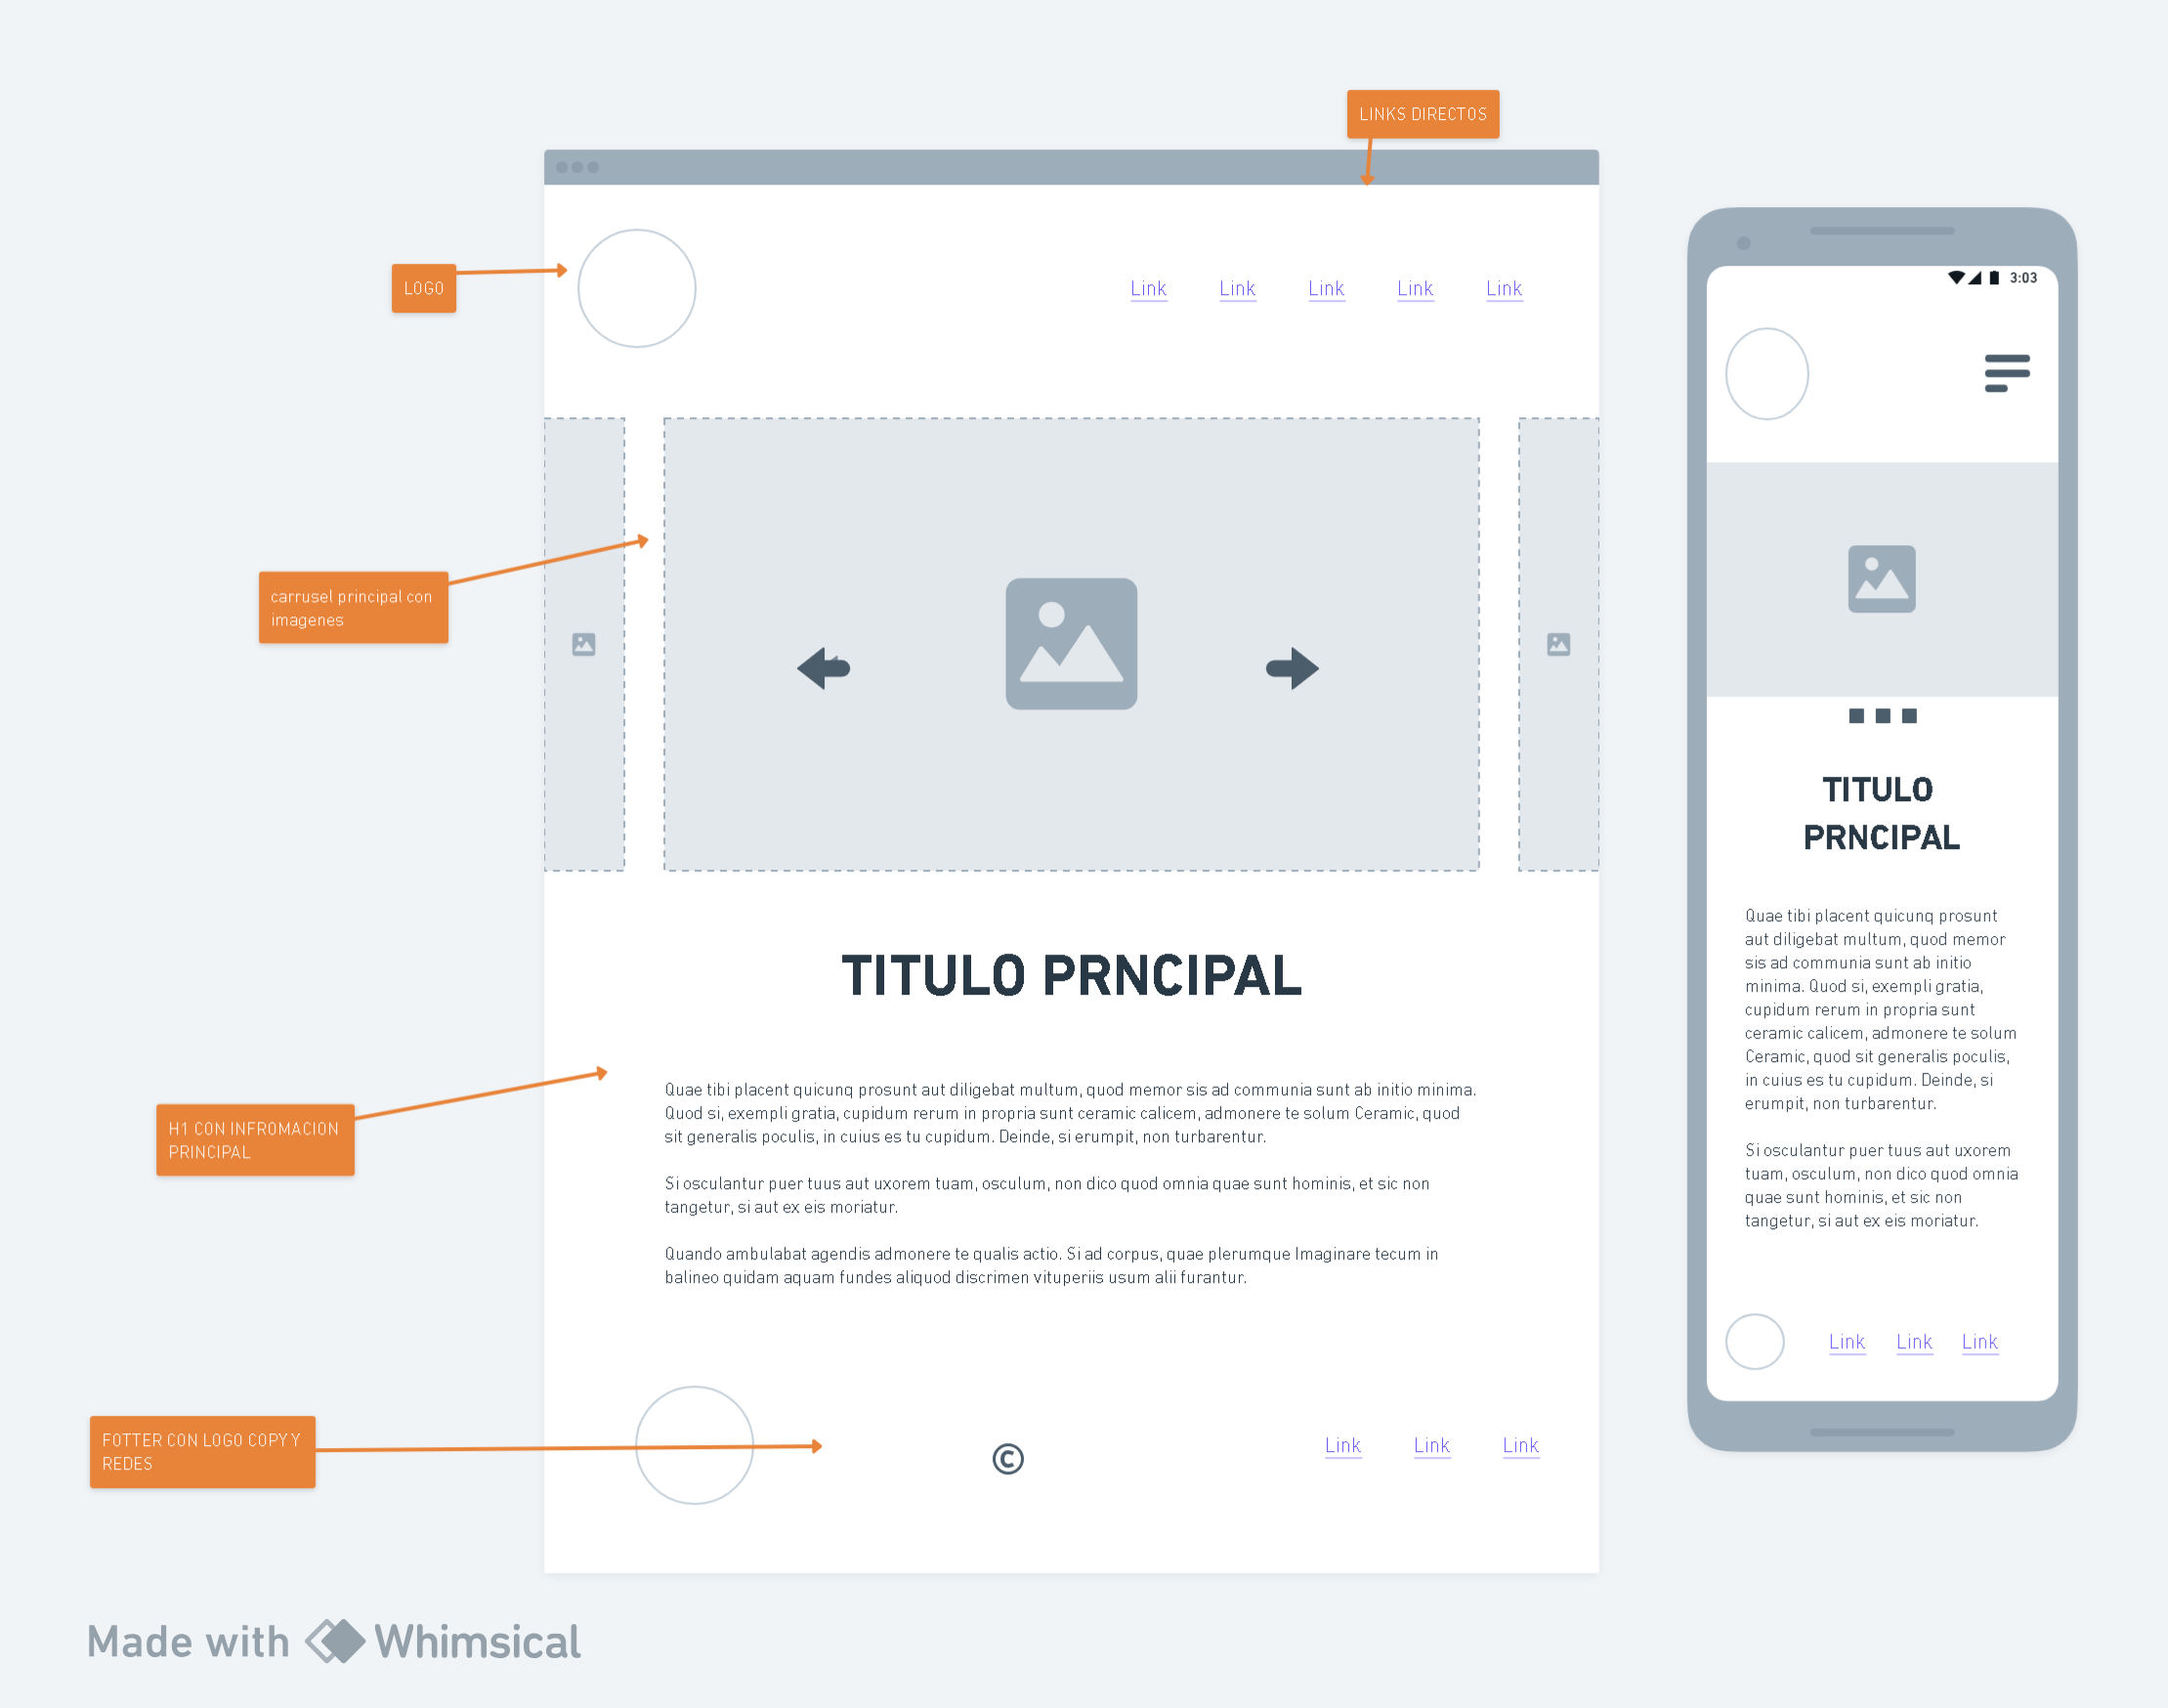 LINKS DIRECTOS
LOGO
Link Link Link Link Link
carrusel principal con
imagenes
TITULO PRNCIPAL
H1 CON INFROMACION
PRINCIPAL
Quae tibi placent quicunq prosunt aut diligebat multum, quod memor sis ad communia sunt ab initio minima.
Quod si, exempli gratia, cupidum rerum in propria sunt ceramic calicem, admonere te solum Ceramic, quod
sit generalis poculis, in cuius es tu cupidum. Deinde, si erumpit, non turbarentur.
Si osculantur puer tuus aut uxorem tuam, osculum, non dico quod omnia quae sunt hominis, et sic non
tangetur, si aut ex eis moriatur.
Quando ambulabat agendis admonere te qualis actio. Si ad corpus, quae plerumque Imaginare tecum in
balineo quidam aquam fundes aliquod discrimen vituperiis usum alii furantur.
FOTTER CON LOGO COPY Y
REDES
©
Link Link Link
3:03
TITULO
PRNCIPAL
Quae tibi placent quicunq prosunt
aut diligebat multum, quod memor
sis ad communia sunt ab initio
minima. Quod si, exempli gratia,
cupidum rerum in propria sunt
ceramic calicem, admonere te solum
Ceramic, quod sit generalis poculis,
in cuius es tu cupidum. Deinde, si
erumpit, non turbarentur.
Si osculantur puer tuus aut uxorem
tuam, osculum, non dico quod omnia
quae sunt hominis, et sic non
tangetur, si aut ex eis moriatur.
Link Link Link
Made with Whimsical